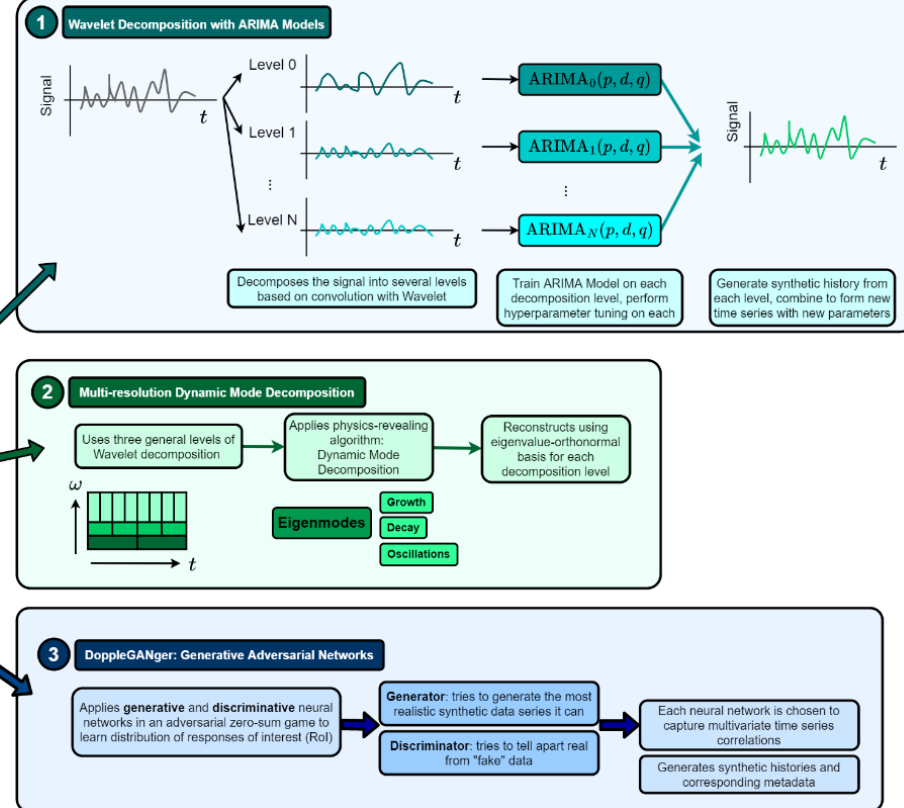 1
Wavelet Decomposition with ARIMA Models
Signal
t
Level 0
t
ARIMA₀(p, d, q)
Level 1
t
ARIMA₁(p, d, q)
Signal
t
...
...
Level N
t
ARIMA_N(p, d, q)
Decomposes the signal into several levels
based on convolution with Wavelet
Train ARIMA Model on each
decomposition level, perform
hyperparameter tuning on each
Generate synthetic history from
each level, combine to form new
time series with new parameters
2
Multi-resolution Dynamic Mode Decomposition
Uses three general levels of
Wavelet decomposition
Applies physics-revealing
algorithm:
Dynamic Mode
Decomposition
Reconstructs using
eigenvalue-orthonormal
basis for each
decomposition level
ω
t
Eigenmodes
Growth
Decay
Oscillations
3
DoppleGANger: Generative Adversarial Networks
Applies generative and discriminative neural
networks in an adversarial zero-sum game to
learn distribution of responses of interest (RoI)
Generator: tries to generate the most
realistic synthetic data series it can
Discriminator: tries to tell apart real
from "fake" data
Each neural network is chosen to
capture multivariate time series
correlations
Generates synthetic histories and
corresponding metadata